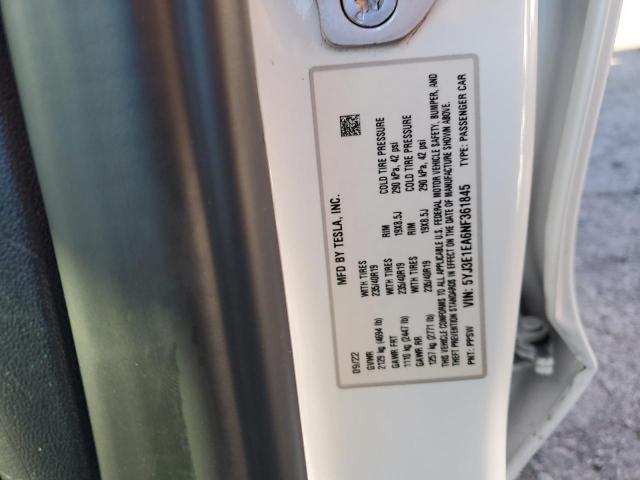 MFD BY TESLA, INC.
09/22
GVWR
2129 kg (4694 lb)
WITH TIRES
235/40R19
RIM
19X8.5J
COLD TIRE PRESSURE
290 kPa, 42 psi
GAWR FRT
1110 kg (2447 lb)
WITH TIRES
235/40R19
RIM
19X8.5J
COLD TIRE PRESSURE
290 kPa, 42 psi
GAWR RR
1257 kg (2771 lb)
WITH TIRES
235/40R19
THIS VEHICLE CONFORMS TO ALL APPLICABLE U.S. FEDERAL MOTOR VEHICLE SAFETY, BUMPER, AND
THEFT PREVENTION STANDARDS IN EFFECT ON THE DATE OF MANUFACTURE SHOWN ABOVE.
VIN: 5YJ3E1EA6NF361845 TYPE: PASSENGER CAR
PNT: PPSW